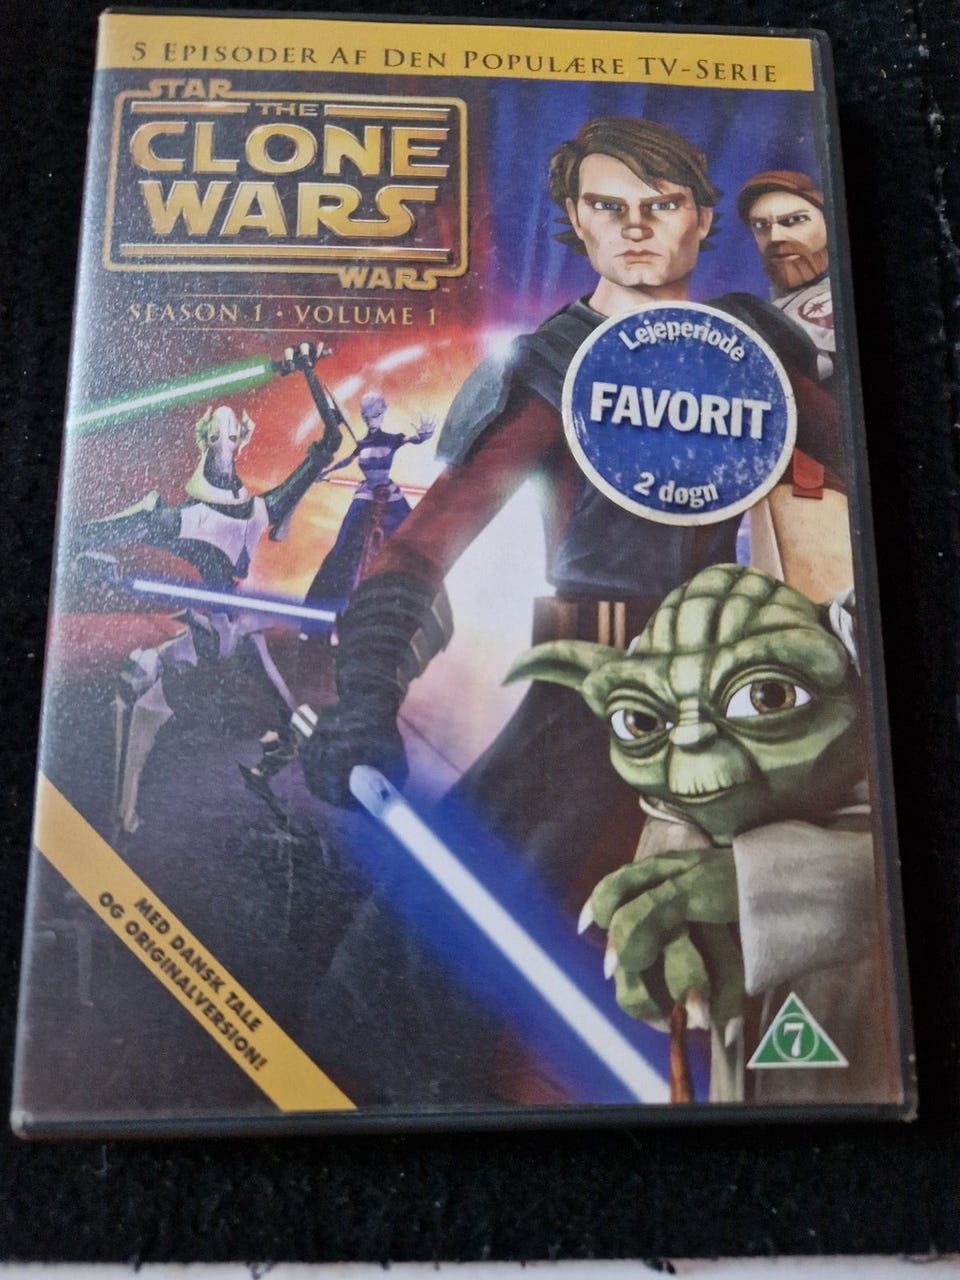 5 EPISODER AF DEN POPULÆRE TV-SERIE
STAR
THE
CLONE
WARS
WARS
SEASON 1 · VOLUME 1
Lejeperiode
FAVORIT
2 døgn
MED DANSK TALE
OG ORIGINALVERSION!
7